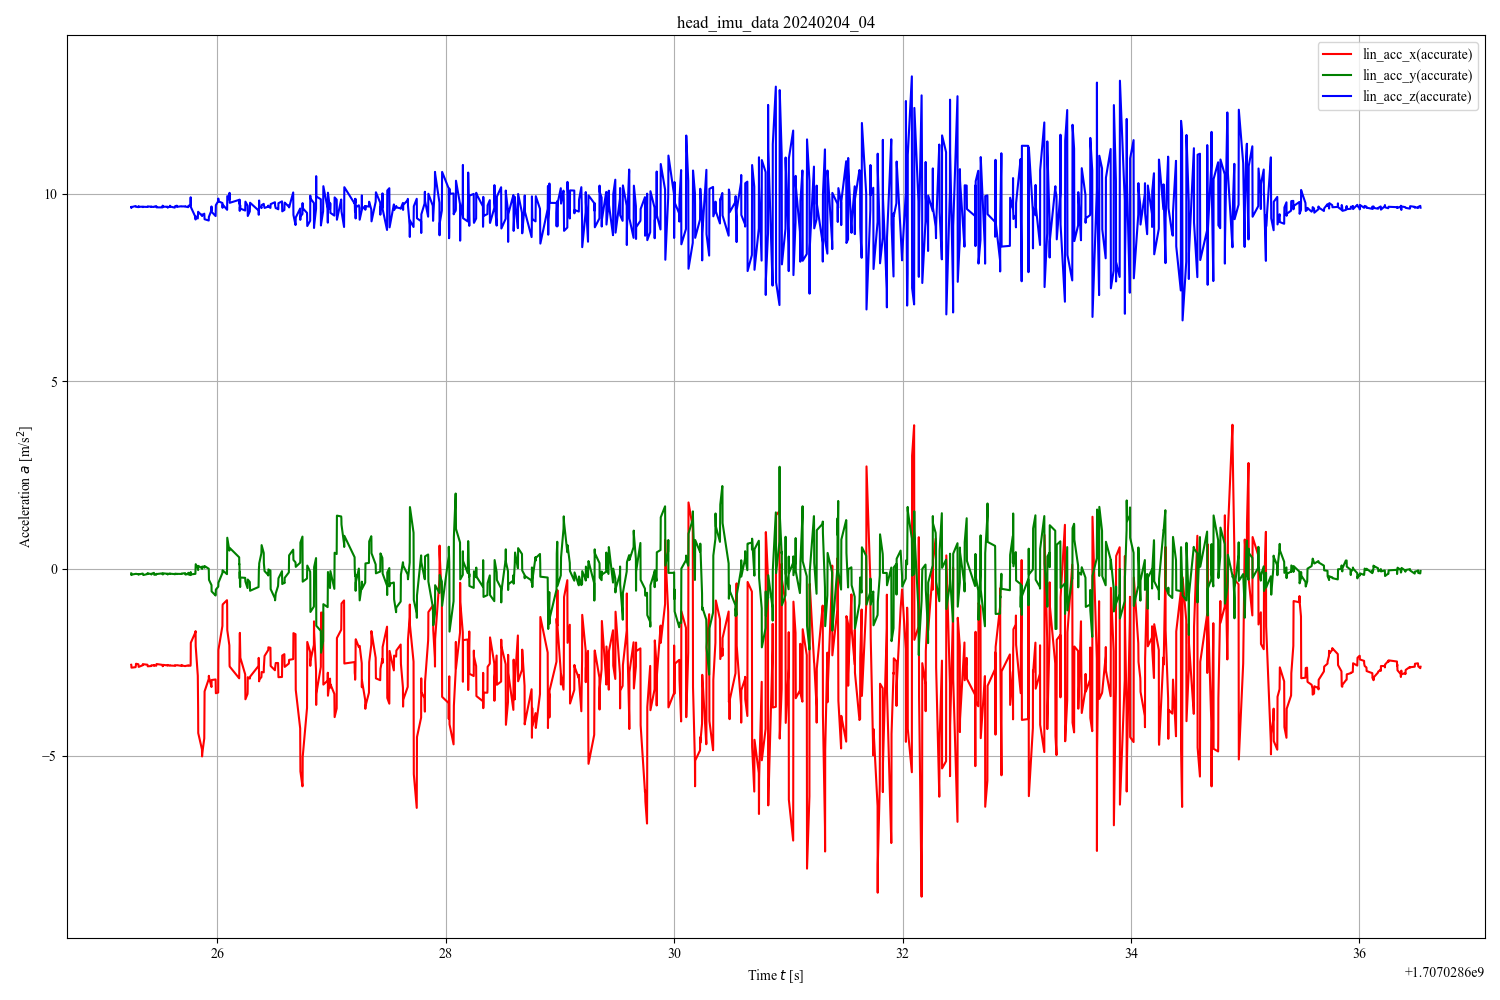 head_imu_data 20240204_04
lin_acc_x(accurate)
lin_acc_y(accurate)
lin_acc_z(accurate)
10
5
0
−5
Acceleration a [m/s²]
26 28 30 32 34 36
Time t [s]
+1.7070286e9